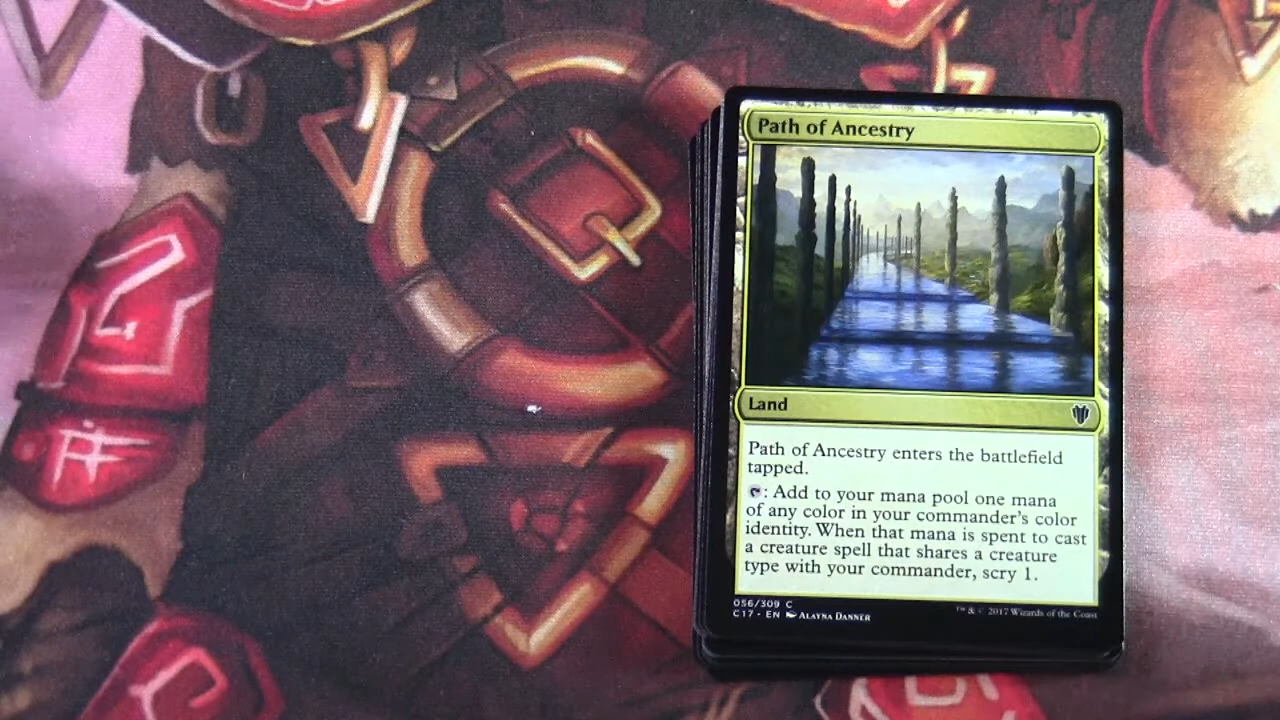 Path of Ancestry
Land
Path of Ancestry enters the battlefield
tapped.
: Add to your mana pool one mana
of any color in your commander's color
identity. When that mana is spent to cast
a creature spell that shares a creature
type with your commander, scry 1.
056/309 C
C17 • EN Alayna Danner
™ & © 2017 Wizards of the Coast